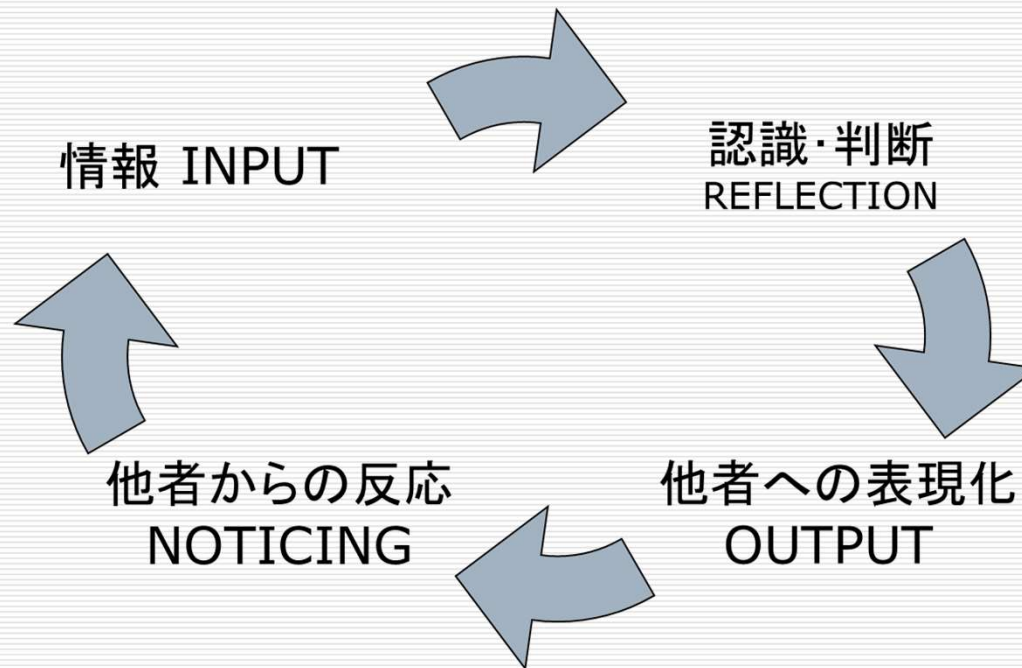 情報 INPUT
認識・判断
REFLECTION
他者からの反応
NOTICING
他者への表現化
OUTPUT